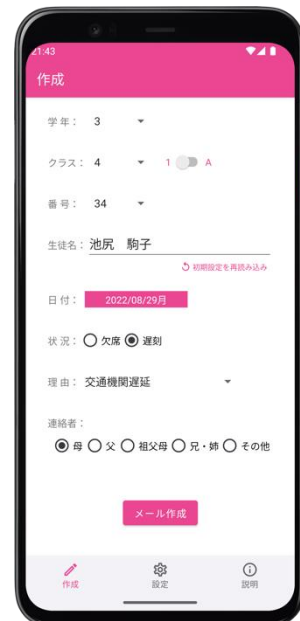 21:43
作成
学年： 3
クラス： 4 1 A
番号： 34
生徒名： 池尻 駒子
初期設定を再読み込み
日付： 2022/08/29月
状況： 欠席 遅刻
理由： 交通機関遅延
連絡者：
母 父 祖父母 兄・姉 その他
メール作成
作成 設定 説明